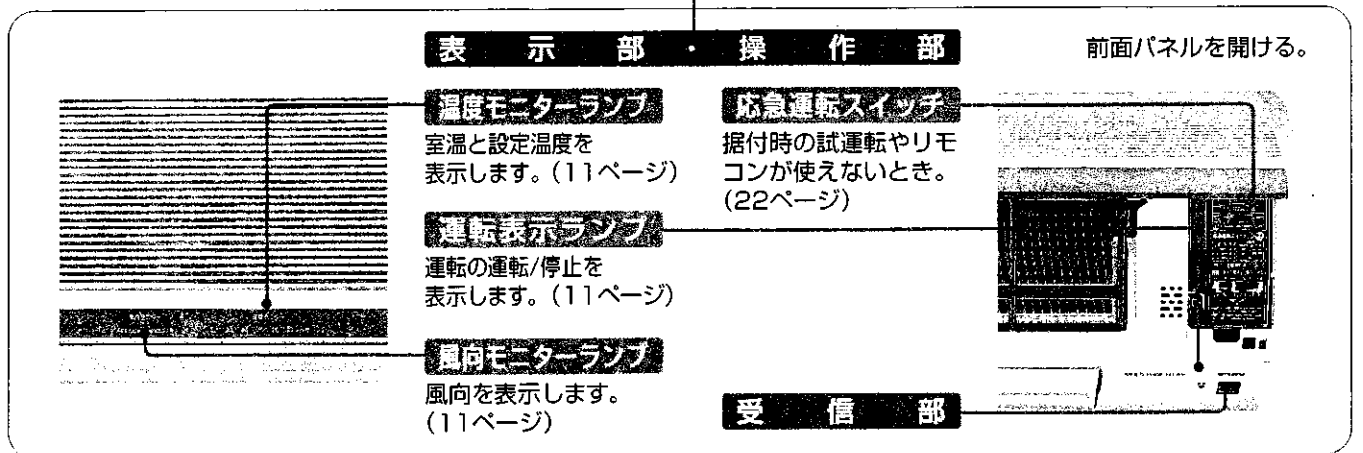 表示部・操作部
前面パネルを開ける。
温度モニターランプ
室温と設定温度を
表示します。(11ページ)
運転表示ランプ
運転の運転/停止を
表示します。(11ページ)
風向モニターランプ
風向を表示します。
(11ページ)
応急運転スイッチ
据付時の試運転やリモ
コンが使えないとき。
(22ページ)
受信部